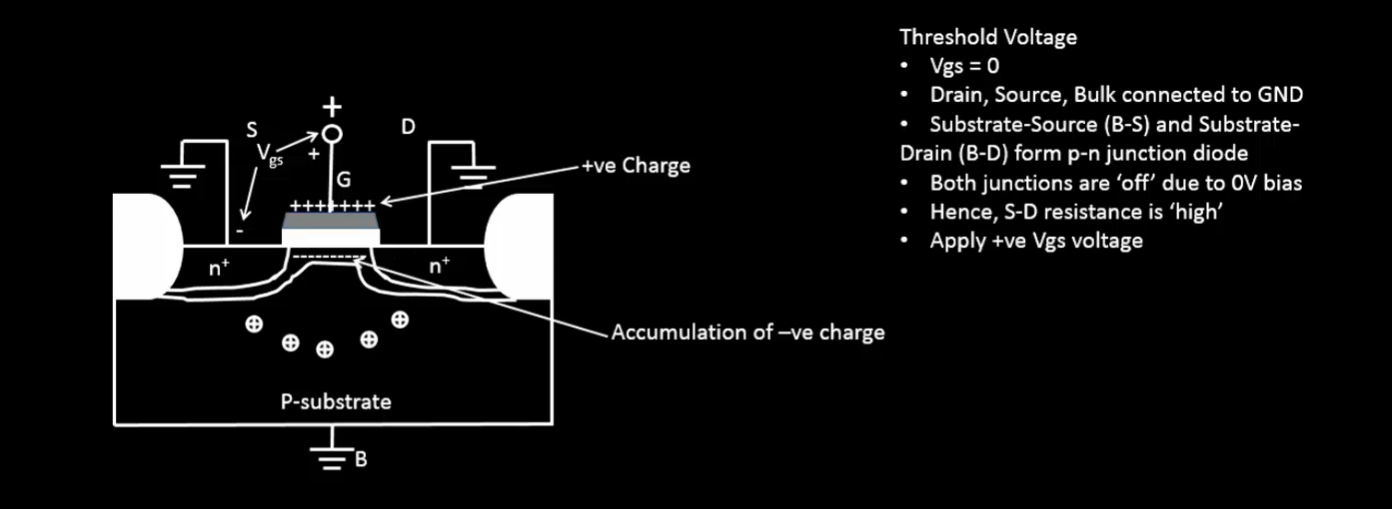 Threshold Voltage
• Vgs = 0
• Drain, Source, Bulk connected to GND
• Substrate-Source (B-S) and Substrate-
Drain (B-D) form p-n junction diode
• Both junctions are ‘off’ due to 0V bias
• Hence, S-D resistance is ‘high’
• Apply +ve Vgs voltage
+
S
D
Vgs
+
G
+ve Charge
+++++++
-
n+
n+
Accumulation of –ve charge
P-substrate
B